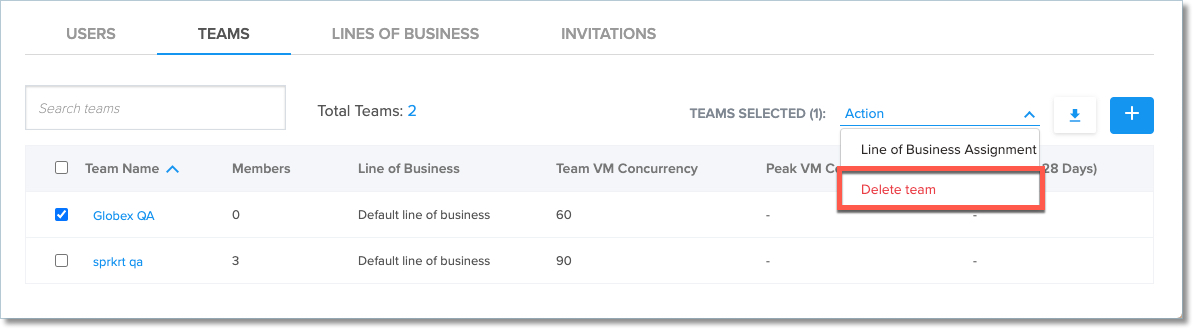 USERS TEAMS LINES OF BUSINESS INVITATIONS
Search teams
Total Teams: 2
TEAMS SELECTED (1): Action
Line of Business Assignment
Delete team
Team Name Members Line of Business Team VM Concurrency Peak VM Co 28 Days)
Globex QA 0 Default line of business 60 - -
sprkrt qa 3 Default line of business 90 - -